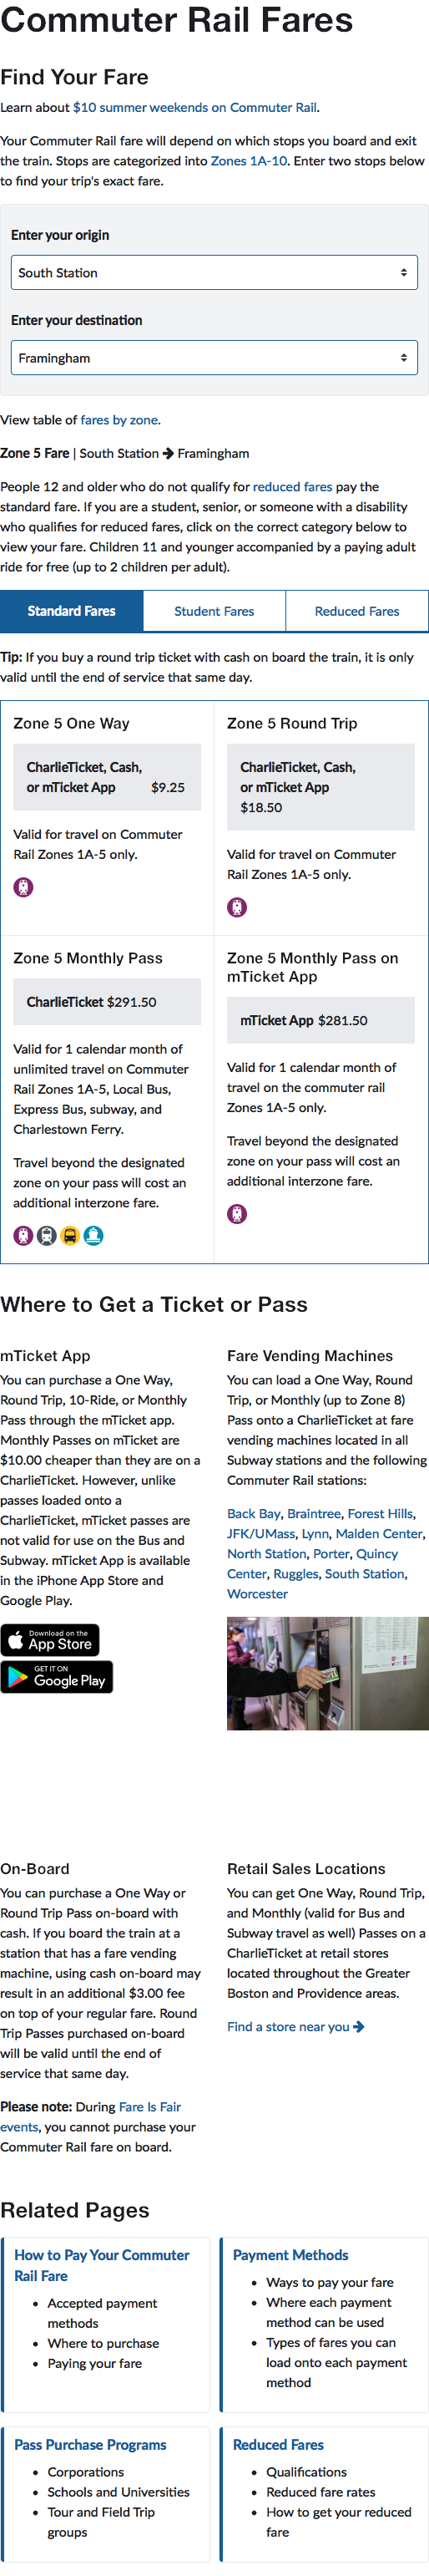 Commuter Rail Fares
Find Your Fare
Learn about $10 summer weekends on Commuter Rail.
Your Commuter Rail fare will depend on which stops you board and exit
the train. Stops are categorized into Zones 1A-10. Enter two stops below
to find your trip's exact fare.
Enter your origin
South Station
Enter your destination
Framingham
View table of fares by zone.
Zone 5 Fare | South Station → Framingham
People 12 and older who do not qualify for reduced fares pay the
standard fare. If you are a student, senior, or someone with a disability
who qualifies for reduced fares, click on the correct category below to
view your fare. Children 11 and younger accompanied by a paying adult
ride for free (up to 2 children per adult).
Standard Fares
Student Fares
Reduced Fares
Tip: If you buy a round trip ticket with cash on board the train, it is only
valid until the end of service that same day.
Zone 5 One Way
CharlieTicket, Cash,
or mTicket App $9.25
Valid for travel on Commuter
Rail Zones 1A-5 only.
Zone 5 Round Trip
CharlieTicket, Cash,
or mTicket App
$18.50
Valid for travel on Commuter
Rail Zones 1A-5 only.
Zone 5 Monthly Pass
CharlieTicket $291.50
Valid for 1 calendar month of
unlimited travel on Commuter
Rail Zones 1A-5, Local Bus,
Express Bus, subway, and
Charlestown Ferry.
Travel beyond the designated
zone on your pass will cost an
additional interzone fare.
Zone 5 Monthly Pass on
mTicket App
mTicket App $281.50
Valid for 1 calendar month of
travel on the commuter rail
Zones 1A-5 only.
Travel beyond the designated
zone on your pass will cost an
additional interzone fare.
Where to Get a Ticket or Pass
mTicket App
You can purchase a One Way,
Round Trip, 10-Ride, or Monthly
Pass through the mTicket app.
Monthly Passes on mTicket are
$10.00 cheaper than they are on a
CharlieTicket. However, unlike
passes loaded onto a
CharlieTicket, mTicket passes are
not valid for use on the Bus and
Subway. mTicket App is available
in the iPhone App Store and
Google Play.
Download on the
App Store
GET IT ON
Google Play
Fare Vending Machines
You can load a One Way, Round
Trip, or Monthly (up to Zone 8)
Pass onto a CharlieTicket at fare
vending machines located in all
Subway stations and the following
Commuter Rail stations:
Back Bay, Braintree, Forest Hills,
JFK/UMass, Lynn, Malden Center,
North Station, Porter, Quincy
Center, Ruggles, South Station,
Worcester
On-Board
You can purchase a One Way or
Round Trip Pass on-board with
cash. If you board the train at a
station that has a fare vending
machine, using cash on-board may
result in an additional $3.00 fee
on top of your regular fare. Round
Trip Passes purchased on-board
will be valid until the end of
service that same day.
Please note: During Fare Is Fair
events, you cannot purchase your
Commuter Rail fare on board.
Retail Sales Locations
You can get One Way, Round Trip,
and Monthly (valid for Bus and
Subway travel as well) Passes on a
CharlieTicket at retail stores
located throughout the Greater
Boston and Providence areas.
Find a store near you →
Related Pages
How to Pay Your Commuter
Rail Fare
• Accepted payment
methods
• Where to purchase
• Paying your fare
Payment Methods
• Ways to pay your fare
• Where each payment
method can be used
• Types of fares you can
load onto each payment
method
Pass Purchase Programs
• Corporations
• Schools and Universities
• Tour and Field Trip
groups
Reduced Fares
• Qualifications
• Reduced fare rates
• How to get your reduced
fare